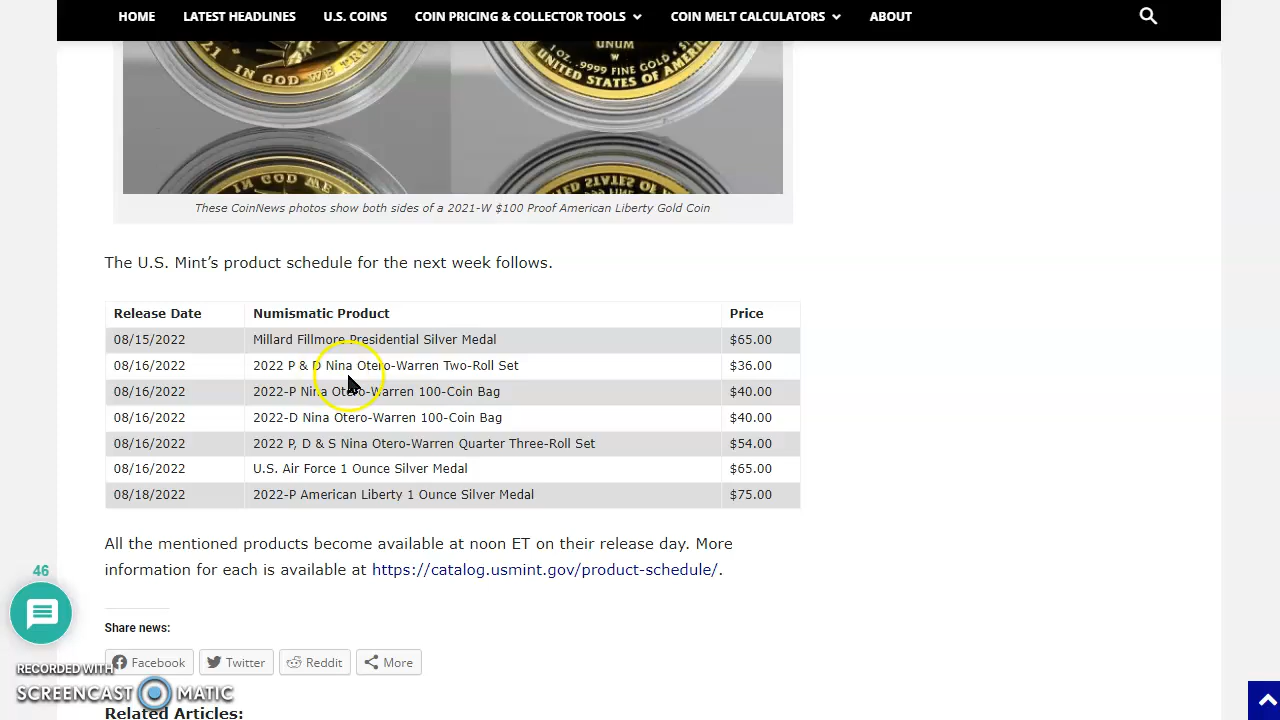 HOME LATEST HEADLINES U.S. COINS COIN PRICING & COLLECTOR TOOLS COIN MELT CALCULATORS ABOUT
21 IN GOD WE TRUST
UNUM
W
1 OZ. .9999 FINE GOLD
UNITED STATES OF AMERICA
IN GOD WE
These CoinNews photos show both sides of a 2021-W $100 Proof American Liberty Gold Coin
The U.S. Mint’s product schedule for the next week follows.
Release Date Numismatic Product Price
08/15/2022 Millard Fillmore Presidential Silver Medal $65.00
08/16/2022 2022 P & D Nina Otero-Warren Two-Roll Set $36.00
08/16/2022 2022-P Nina Otero-Warren 100-Coin Bag $40.00
08/16/2022 2022-D Nina Otero-Warren 100-Coin Bag $40.00
08/16/2022 2022 P, D & S Nina Otero-Warren Quarter Three-Roll Set $54.00
08/16/2022 U.S. Air Force 1 Ounce Silver Medal $65.00
08/18/2022 2022-P American Liberty 1 Ounce Silver Medal $75.00
All the mentioned products become available at noon ET on their release day. More
information for each is available at https://catalog.usmint.gov/product-schedule/.
46
Share news:
Facebook Twitter Reddit More
RECORDED WITH
SCREENCAST MATIC
Related Articles: